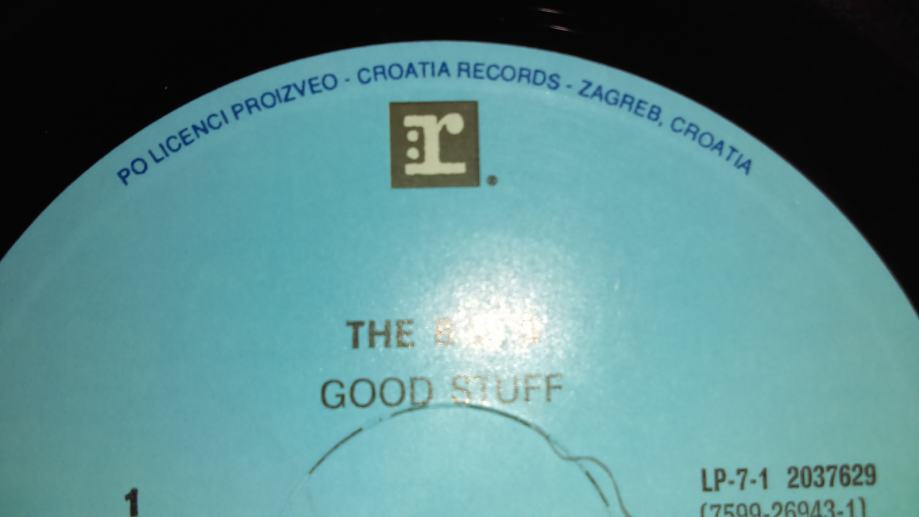 PO LICENCI PROIZVEO - CROATIA RECORDS - ZAGREB, CROATIA
:r
®
THE
GOOD STUFF
LP-7-1 2037629
1
(7599-26943-1)